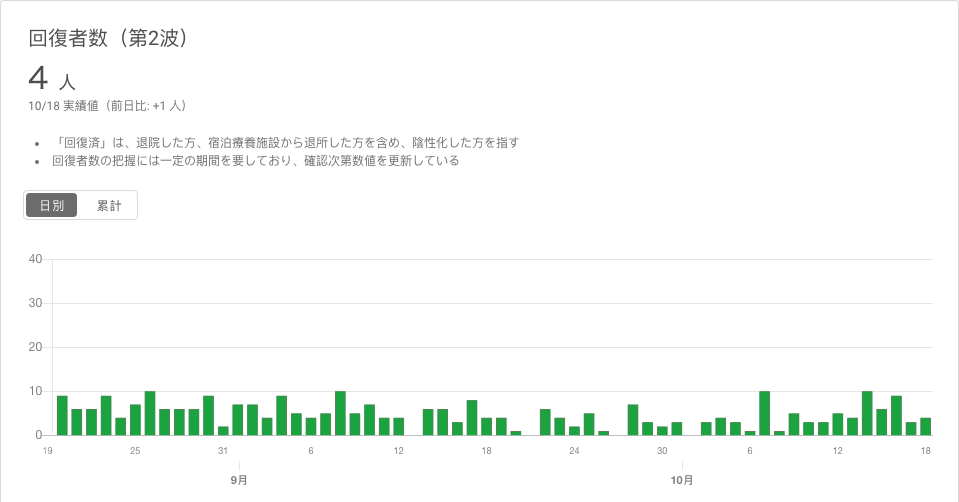 回復者数（第2波）
4 人
10/18 実績値（前日比: +1 人）
• 「回復済」は、退院した方、宿泊療養施設から退所した方を含め、陰性化した方を指す
• 回復者数の把握には一定の期間を要しており、確認次第数値を更新している
日別 累計
40
30
20
10
0
19 25 31 6 12 18 24 30 6 12 18
9月 10月